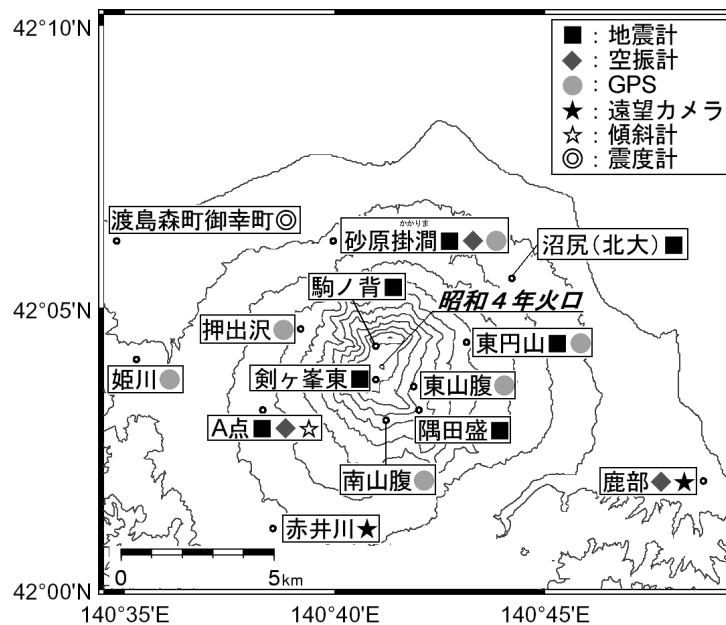 42°10'N
■：地震計
◆：空振計
●：GPS
★：遠望カメラ
☆：傾斜計
◎：震度計
渡島森町御幸町◎
かかりま
砂原掛澗■◆●
沼尻(北大)■
駒ノ背■
昭和４年火口
42°05'N
押出沢●
東円山■●
姫川●
剣ヶ峯東■
東山腹●
A点■◆☆
隅田盛■
南山腹●
鹿部◆★
赤井川★
0
5km
42°00'N
140°35'E
140°40'E
140°45'E